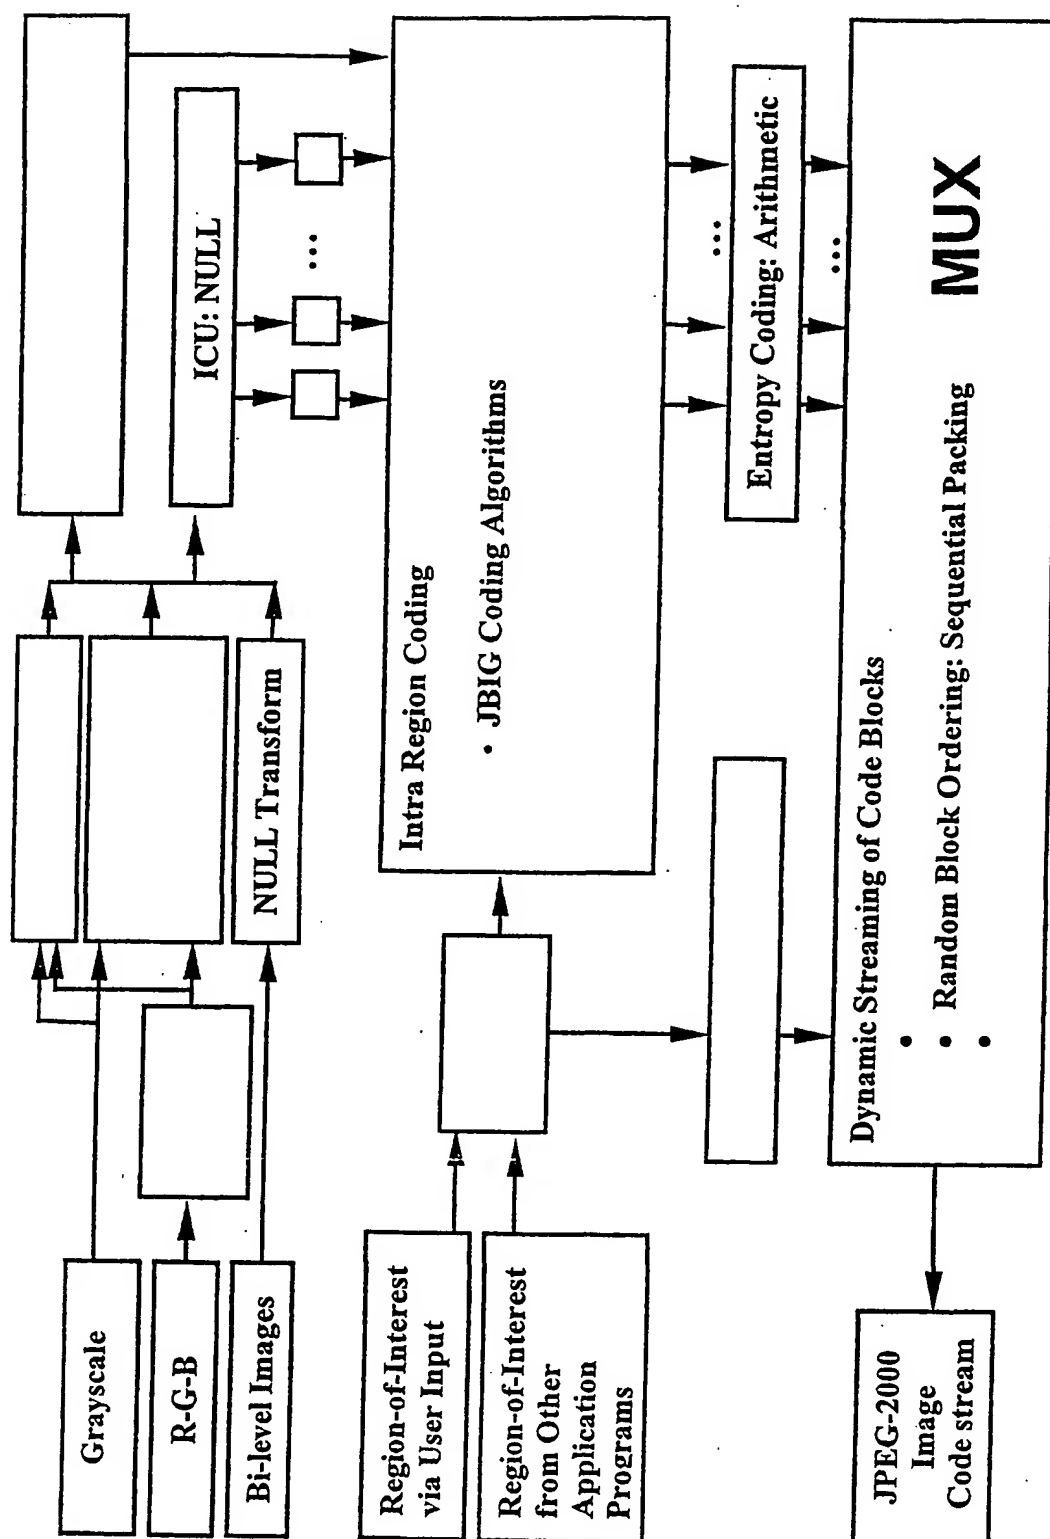 Grayscale
R-G-B
Bi-level Images
NULL Transform
ICU: NULL
...
Region-of-Interest
via User Input
Region-of-Interest
from Other
Application
Programs
Intra Region Coding
• JBIG Coding Algorithms
...
Entropy Coding: Arithmetic
...
Dynamic Streaming of Code Blocks
•
• Random Block Ordering: Sequential Packing
•
MUX
JPEG-2000
Image
Code stream